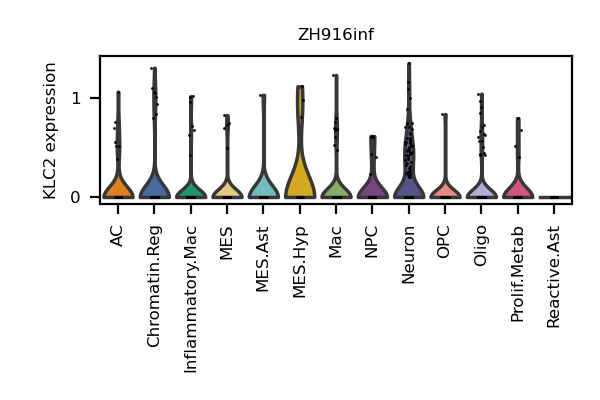 ZH916inf
KLC2 expression
1
0
AC
Chromatin.Reg
Inflammatory.Mac
MES
MES.Ast
MES.Hyp
Mac
NPC
Neuron
OPC
Oligo
Prolif.Metab
Reactive.Ast